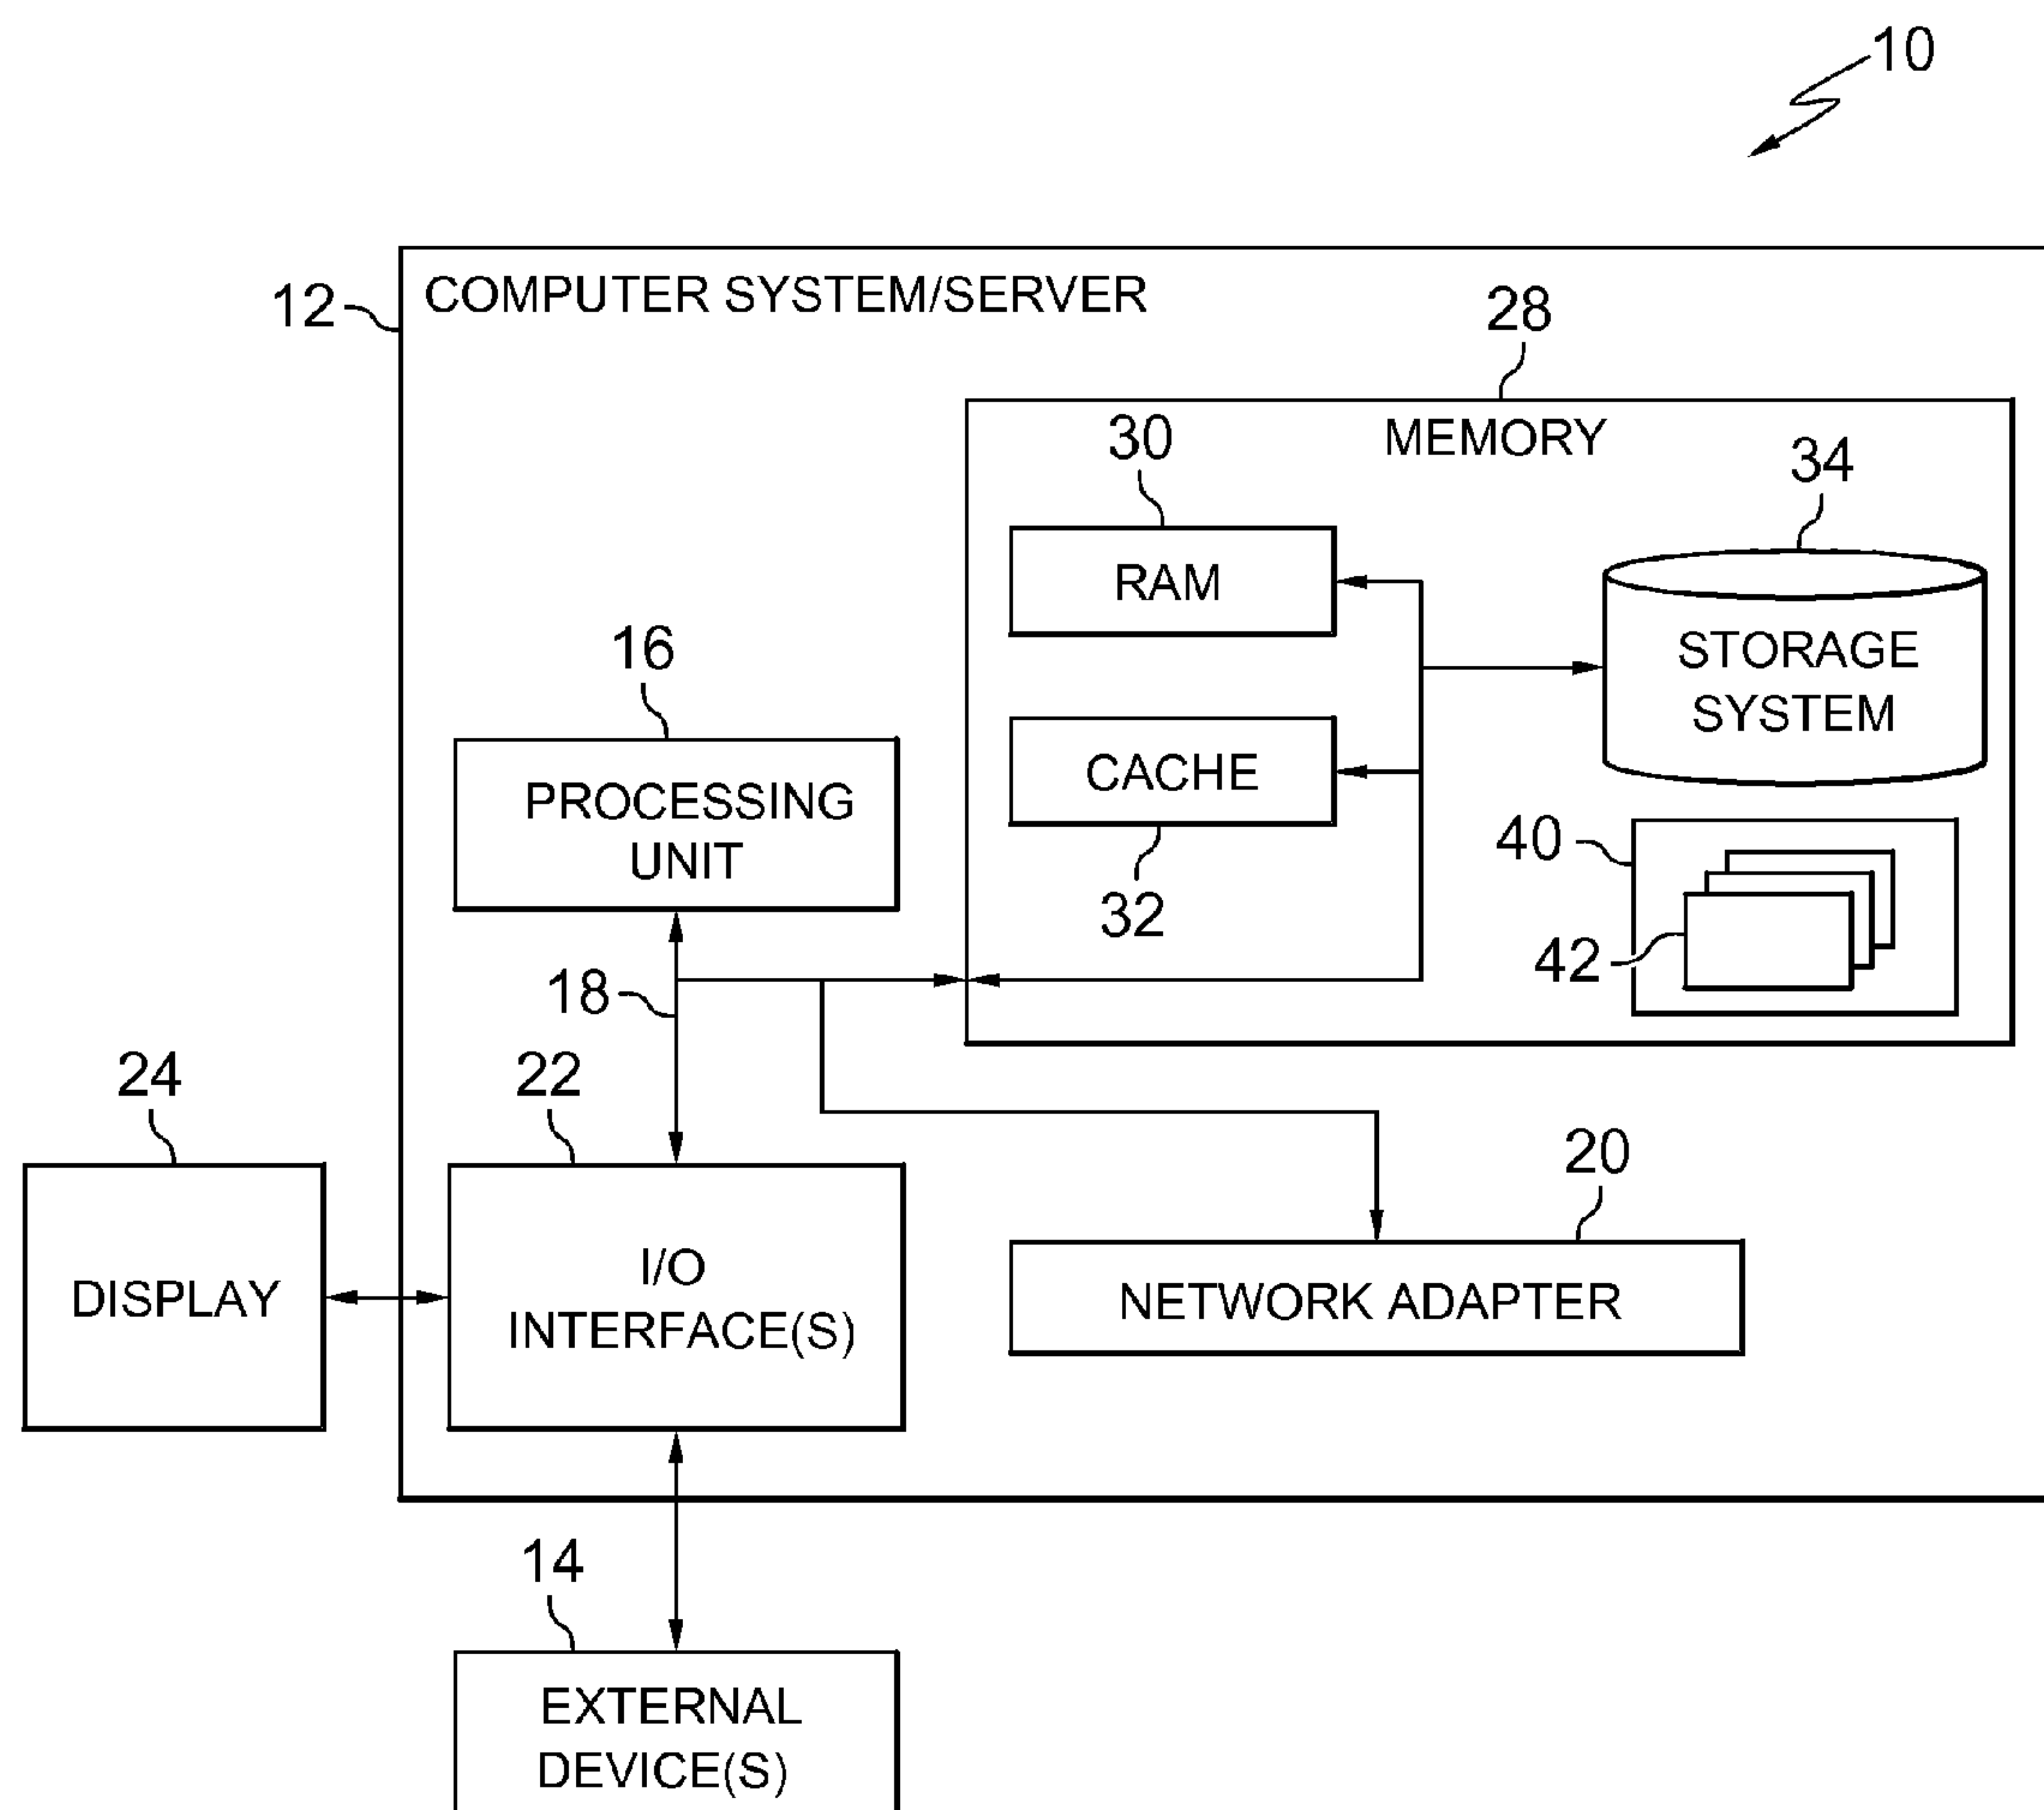 10
12
COMPUTER SYSTEM/SERVER
28
MEMORY
30
34
RAM
STORAGE
SYSTEM
16
CACHE
PROCESSING
UNIT
40
32
42
18
24
22
20
DISPLAY
I/O
INTERFACE(S)
NETWORK ADAPTER
14
EXTERNAL
DEVICE(S)